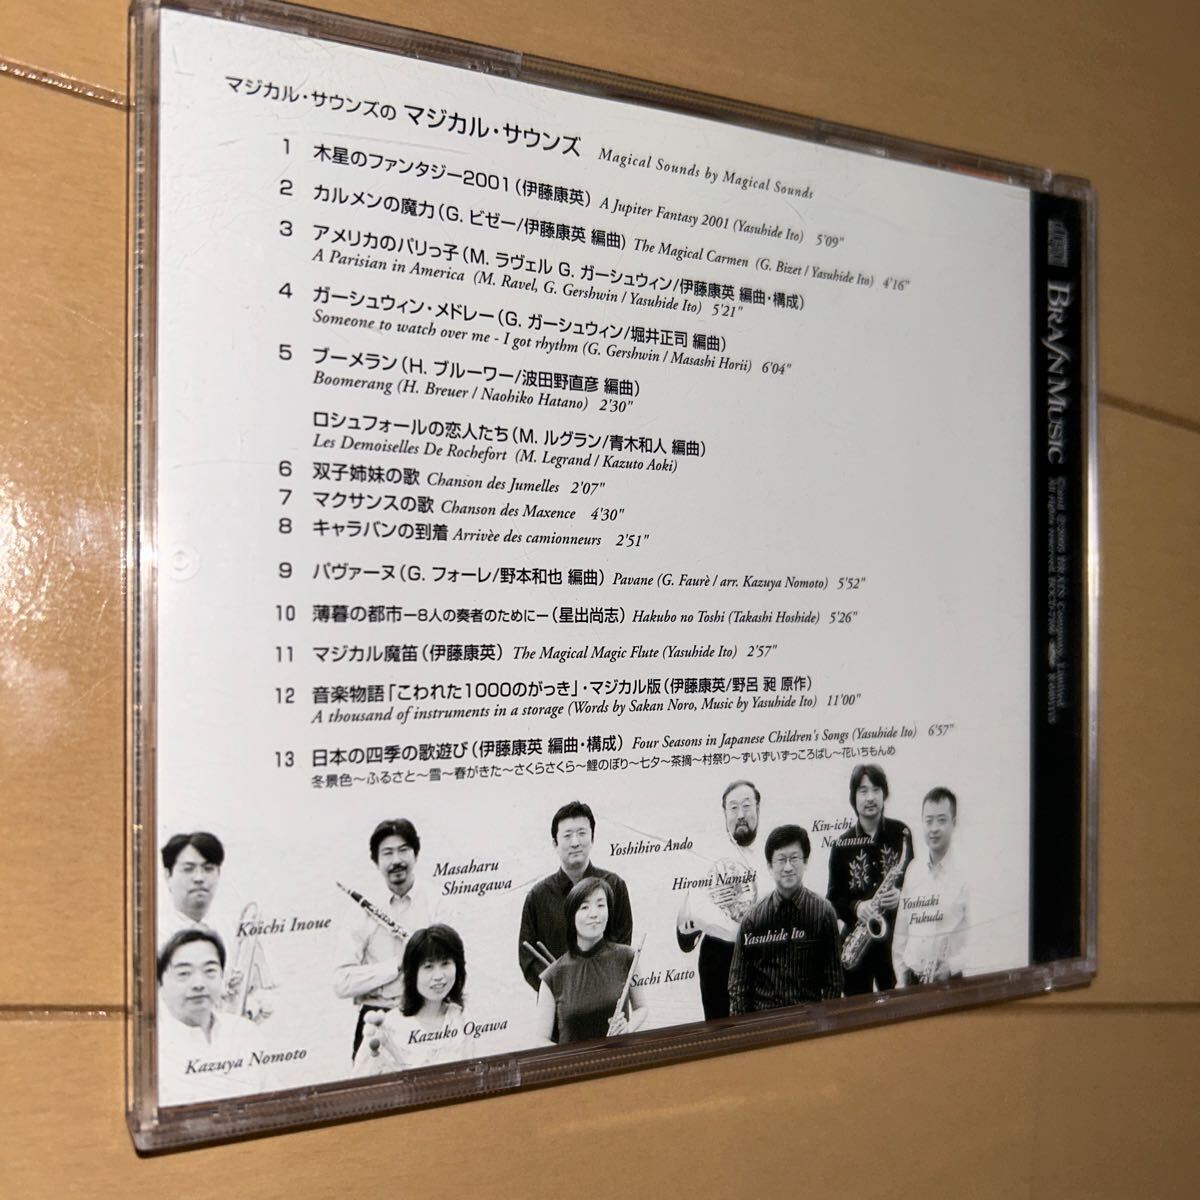 マジカル・サウンズの マジカル・サウンズ Magical Sounds by Magical Sounds
1 木星のファンタジー2001（伊藤康英） A Jupiter Fantasy 2001 (Yasuhide Ito) 5'09"
2 カルメンの魔力（G. ビゼー/伊藤康英 編曲） The Magical Carmen (G. Bizet / Yasuhide Ito) 4'16"
3 アメリカのパリっ子（M. ラヴェル G. ガーシュウィン/伊藤康英 編曲・構成）
A Parisian in America (M. Ravel, G. Gershwin / Yasuhide Ito) 5'21"
4 ガーシュウィン・メドレー（G. ガーシュウィン/堀井正司 編曲）
Someone to watch over me - I got rhythm (G. Gershwin / Masashi Horii) 6'04"
5 ブーメラン（H. ブルーワー/波田野直彦 編曲）
Boomerang (H. Breuer / Naohiko Hatano) 2'30"
ロシュフォールの恋人たち（M. ルグラン/青木和人 編曲）
Les Demoiselles De Rochefort (M. Legrand / Kazuto Aoki)
6 双子姉妹の歌 Chanson des Jumelles 2'07"
7 マクサンスの歌 Chanson des Maxence 4'30"
8 キャラバンの到着 Arrivèe des camionneurs 2'51"
9 パヴァーヌ（G. フォーレ/野本和也 編曲） Pavane (G. Faurè / arr. Kazuya Nomoto) 5'52"
10 薄暮の都市―8人の奏者のために―（星出尚志） Hakubo no Toshi (Takashi Hoshide) 5'26"
11 マジカル魔笛（伊藤康英） The Magical Magic Flute (Yasuhide Ito) 2'57"
12 音楽物語「こわれた1000のがっき」・マジカル版（伊藤康英/野呂 昶 原作）
A thousand of instruments in a storage (Words by Sakan Noro, Music by Yasuhide Ito) 11'00"
13 日本の四季の歌遊び（伊藤康英 編曲・構成） Four Seasons in Japanese Children's Songs (Yasuhide Ito) 6'57"
冬景色～ふるさと～雪～春がきた～さくらさくら～鯉のぼり～七夕～茶摘～村祭り～ずいずいずっころばし～花いちもんめ
Koichi Inoue
Kazuya Nomoto
Masaharu
Shinagawa
Kazuko Ogawa
Yoshihiro Ando
Sachi Katto
Hiromi Namiki
Yasuhide Ito
Kin-ichi
Nakamura
Yoshiaki
Fukuda
BRAIN MUSIC
All rights reserved